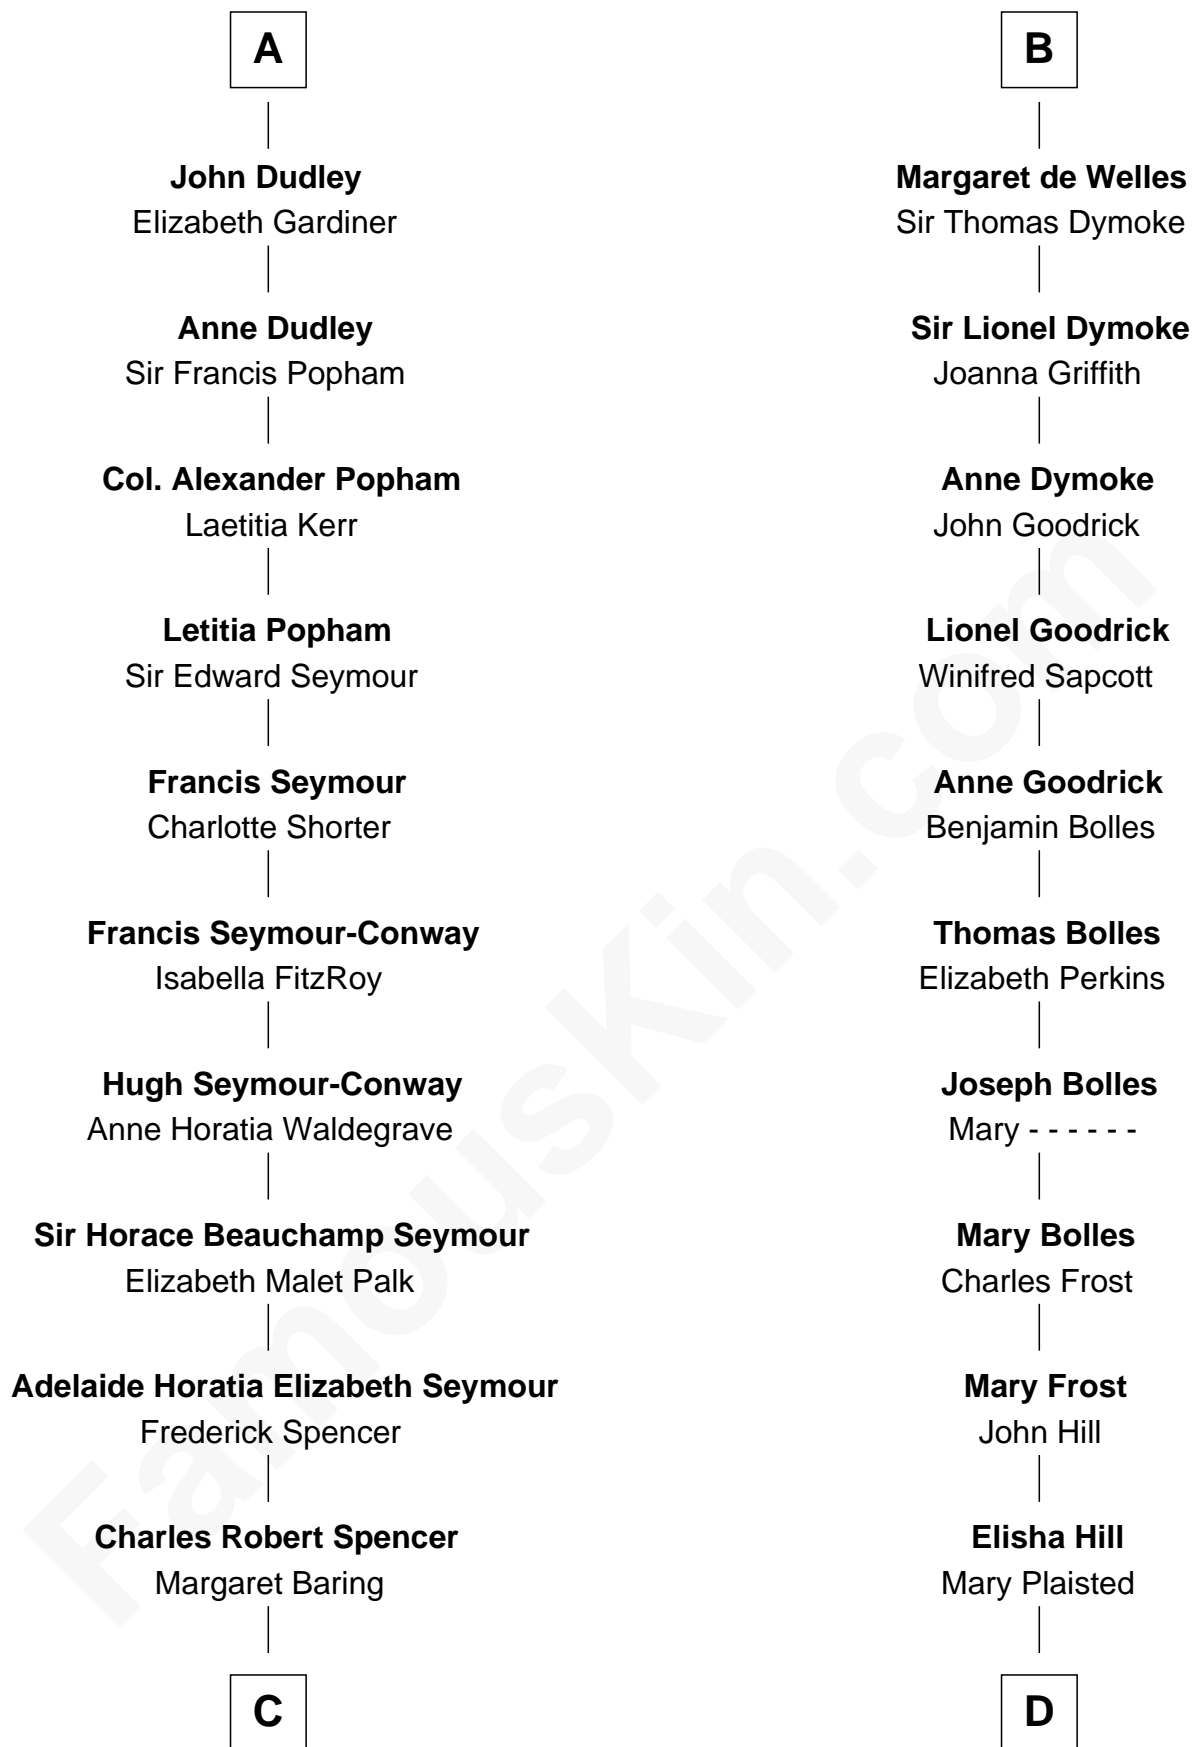 A
John Dudley
Elizabeth Gardiner
Anne Dudley
Sir Francis Popham
Col. Alexander Popham
Laetitia Kerr
Letitia Popham
Sir Edward Seymour
Francis Seymour
Charlotte Shorter
Francis Seymour-Conway
Isabella FitzRoy
Hugh Seymour-Conway
Anne Horatia Waldegrave
Sir Horace Beauchamp Seymour
Elizabeth Malet Palk
Adelaide Horatia Elizabeth Seymour
Frederick Spencer
Charles Robert Spencer
Margaret Baring
C
B
Margaret de Welles
Sir Thomas Dymoke
Sir Lionel Dymoke
Joanna Griffith
Anne Dymoke
John Goodrick
Lionel Goodrick
Winifred Sapcott
Anne Goodrick
Benjamin Bolles
Thomas Bolles
Elizabeth Perkins
Joseph Bolles
Mary - - - - - -
Mary Bolles
Charles Frost
Mary Frost
John Hill
Elisha Hill
Mary Plaisted
D
FamousKin.com